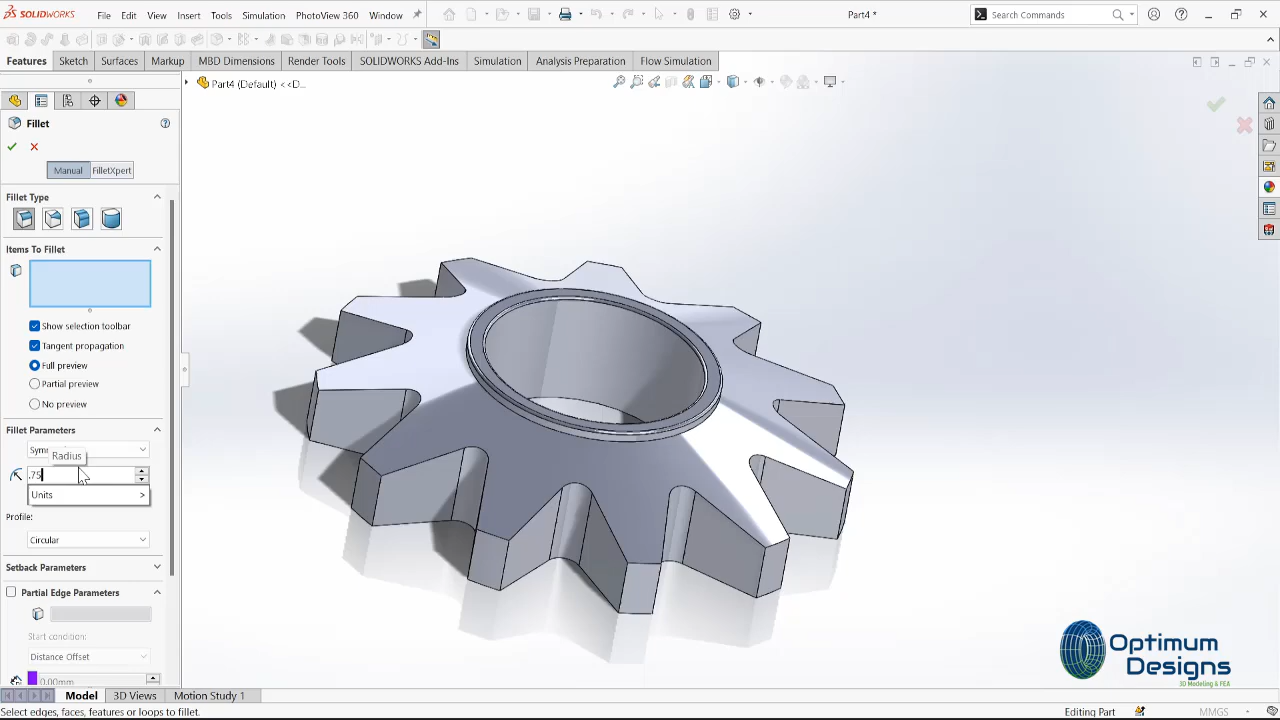 SOLIDWORKS
File Edit View Insert Tools Simulation PhotoView 360 Window
Part4 *
Search Commands
Features Sketch Surfaces Markup MBD Dimensions Render Tools SOLIDWORKS Add-Ins Simulation Analysis Preparation Flow Simulation
Part4 (Default) <<D...
Fillet
Manual FilletXpert
Fillet Type
Items To Fillet
Show selection toolbar
Tangent propagation
Full preview
Partial preview
No preview
Fillet Parameters
Radius
.75
Units >
Profile:
Circular
Setback Parameters
Partial Edge Parameters
Start condition:
Distance Offset
0.00mm
Optimum
Designs
3D Modeling & FEA
Model 3D Views Motion Study 1
Select edges, faces, features or loops to fillet.
Editing Part
MMGS